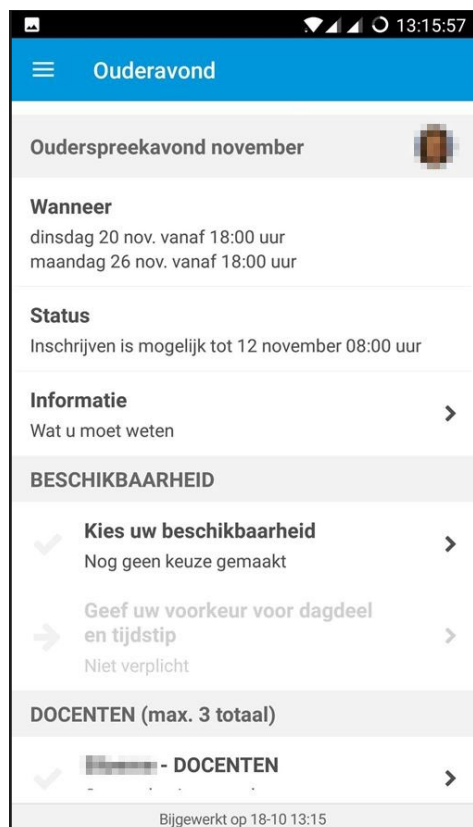 13:15:57
Ouderavond
Ouderspreekavond november
Wanneer
dinsdag 20 nov. vanaf 18:00 uur
maandag 26 nov. vanaf 18:00 uur
Status
Inschrijven is mogelijk tot 12 november 08:00 uur
Informatie
Wat u moet weten
BESCHIKBAARHEID
Kies uw beschikbaarheid
Nog geen keuze gemaakt
Geef uw voorkeur voor dagdeel
en tijdstip
Niet verplicht
DOCENTEN (max. 3 totaal)
- DOCENTEN
Bijgewerkt op 18-10 13:15